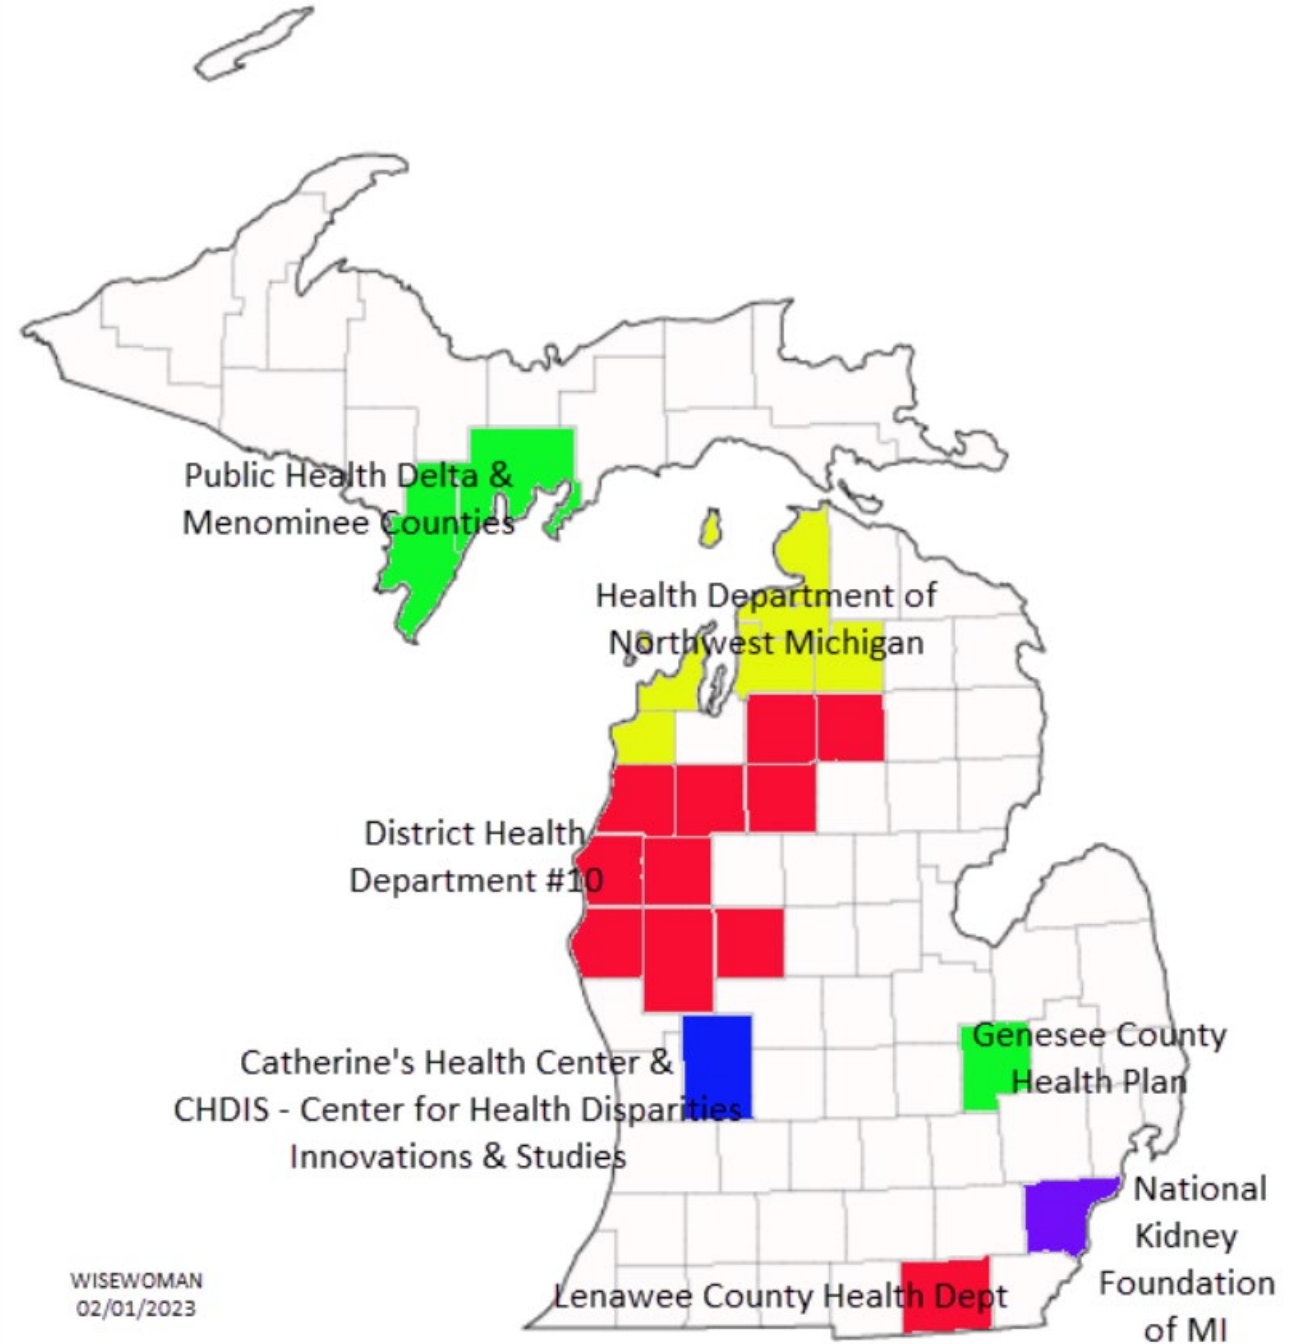 Public Health Delta &
Menominee Counties
Health Department of
Northwest Michigan
District Health
Department #10
Catherine's Health Center &
CHDIS - Center for Health Disparities
Innovations & Studies
Genesee County
Health Plan
National
Kidney
Foundation
of MI
Lenawee County Health Dept
WISEWOMAN
02/01/2023